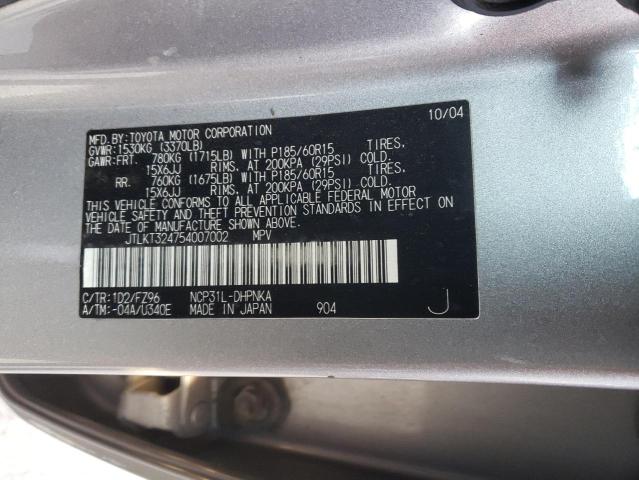 10/04
MFD.BY:TOYOTA MOTOR CORPORATION
GVWR:1530KG (3370LB)
GAWR:FRT. 780KG (1715LB) WITH P185/60R15 TIRES,
15X6JJ RIMS, AT 200KPA (29PSI) COLD.
RR. 760KG (1675LB) WITH P185/60R15 TIRES,
15X6JJ RIMS, AT 200KPA (29PSI) COLD.
THIS VEHICLE CONFORMS TO ALL APPLICABLE FEDERAL MOTOR
VEHICLE SAFETY AND THEFT PREVENTION STANDARDS IN EFFECT ON
THE DATE OF MANUFACTURE SHOWN ABOVE.
JTLKT324754007002 MPV
C/TR:1D2/FZ96 NCP31L-DHPNKA
A/TM:-04A/U340E MADE IN JAPAN 904 J